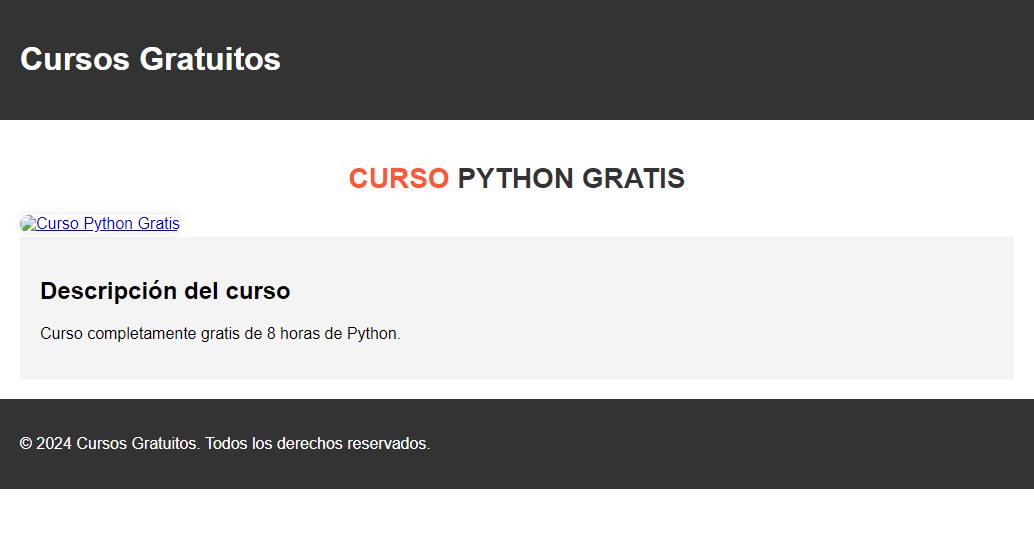 Cursos Gratuitos
CURSO PYTHON GRATIS
Curso Python Gratis
Descripción del curso
Curso completamente gratis de 8 horas de Python.
© 2024 Cursos Gratuitos. Todos los derechos reservados.